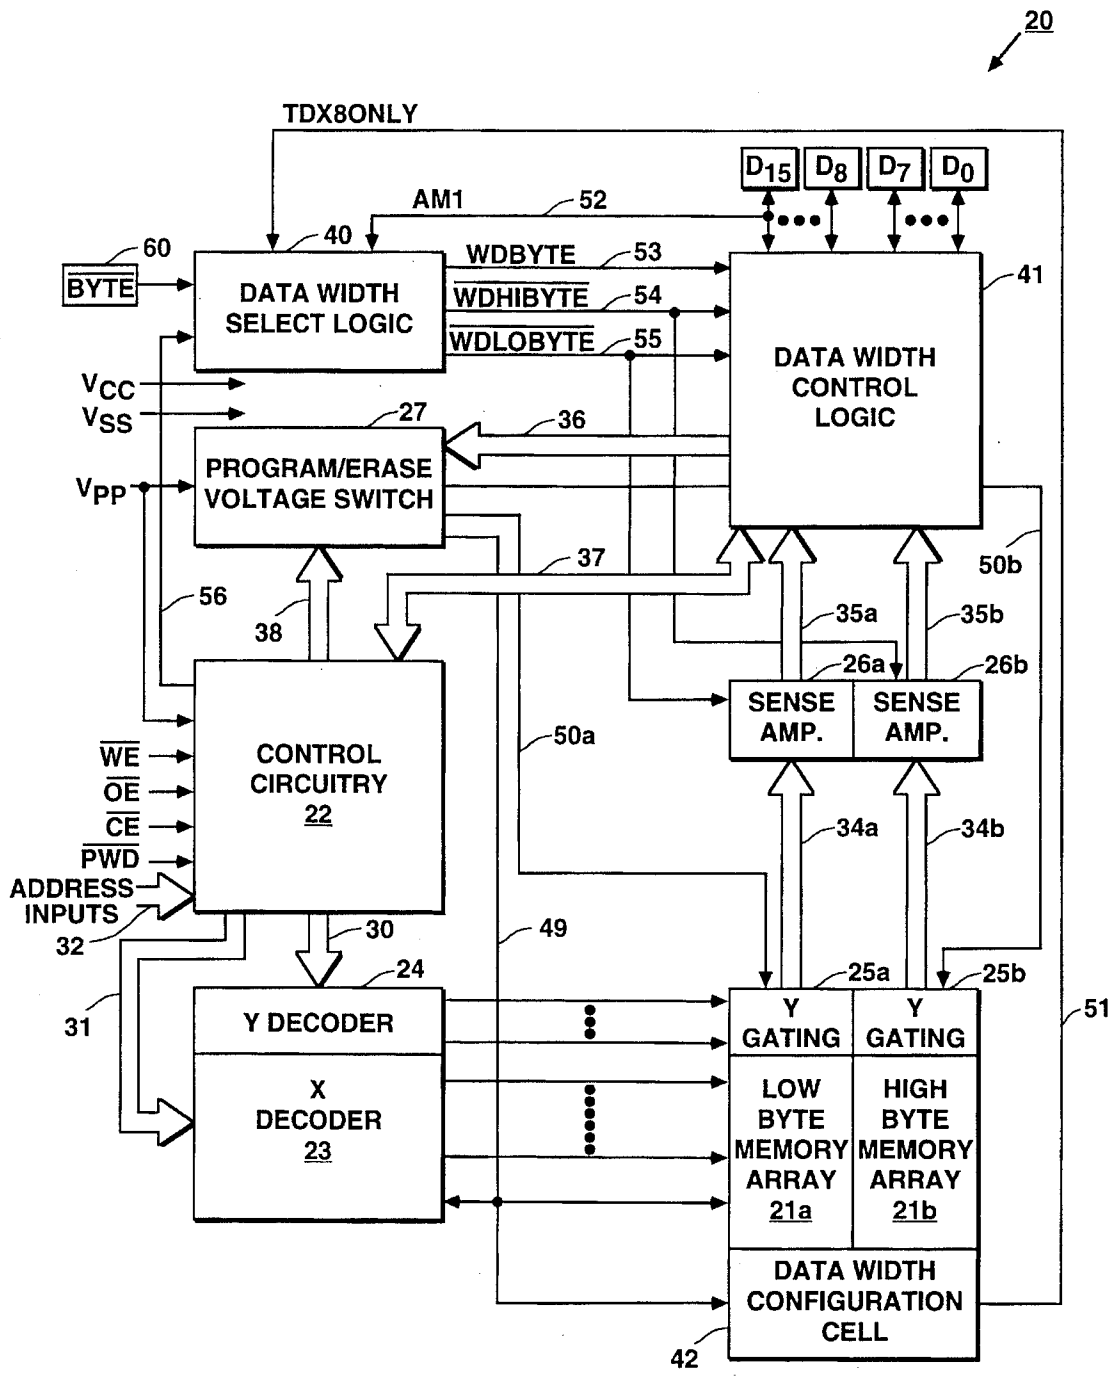 20
TDX8ONLY
D15 D8 D7 D0
AM1 52
60 40
BYTE
DATA WIDTH
SELECT LOGIC
WDBYTE 53
WDHIBYTE 54
WDLOBYTE 55
41
DATA WIDTH
CONTROL
LOGIC
VCC
VSS
27
36
VPP
PROGRAM/ERASE
VOLTAGE SWITCH
37
50b
56
38
35a 35b
26a 26b
SENSE
AMP.
SENSE
AMP.
50a
WE
OE
CE
PWD
CONTROL
CIRCUITRY
22
34a 34b
ADDRESS
INPUTS
32
30
49
24
25a 25b
31
51
Y DECODER
Y
GATING
Y
GATING
X
DECODER
23
LOW
BYTE
MEMORY
ARRAY
21a
HIGH
BYTE
MEMORY
ARRAY
21b
DATA WIDTH
CONFIGURATION
CELL
42